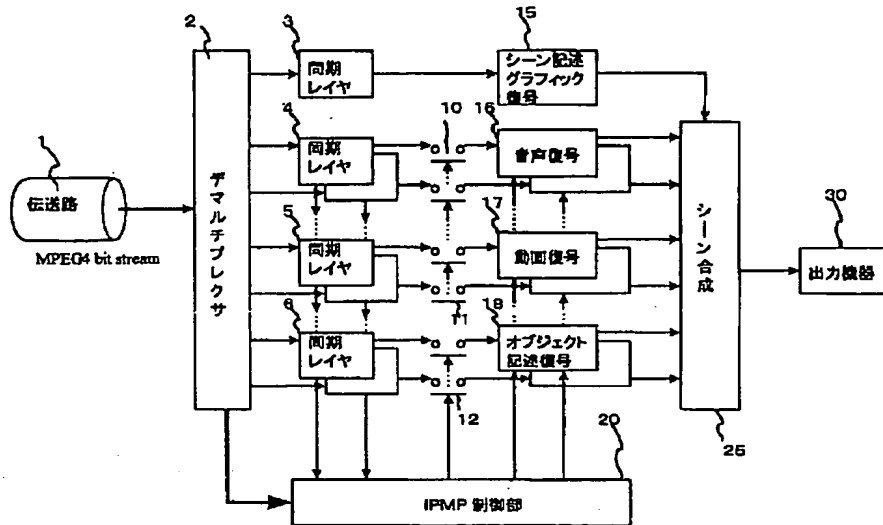 2
3
15
同期
レイヤ
シーン記述
グラフィック
復号
4
10
16
1
同期
レイヤ
音声復号
伝送路
デマルチプレクサ
5
17
30
MPEG4 bit stream
同期
レイヤ
動画復号
シーン合成
出力機器
6
11
18
同期
レイヤ
オブジェクト
記述復号
12
20
25
IPMP 制御部